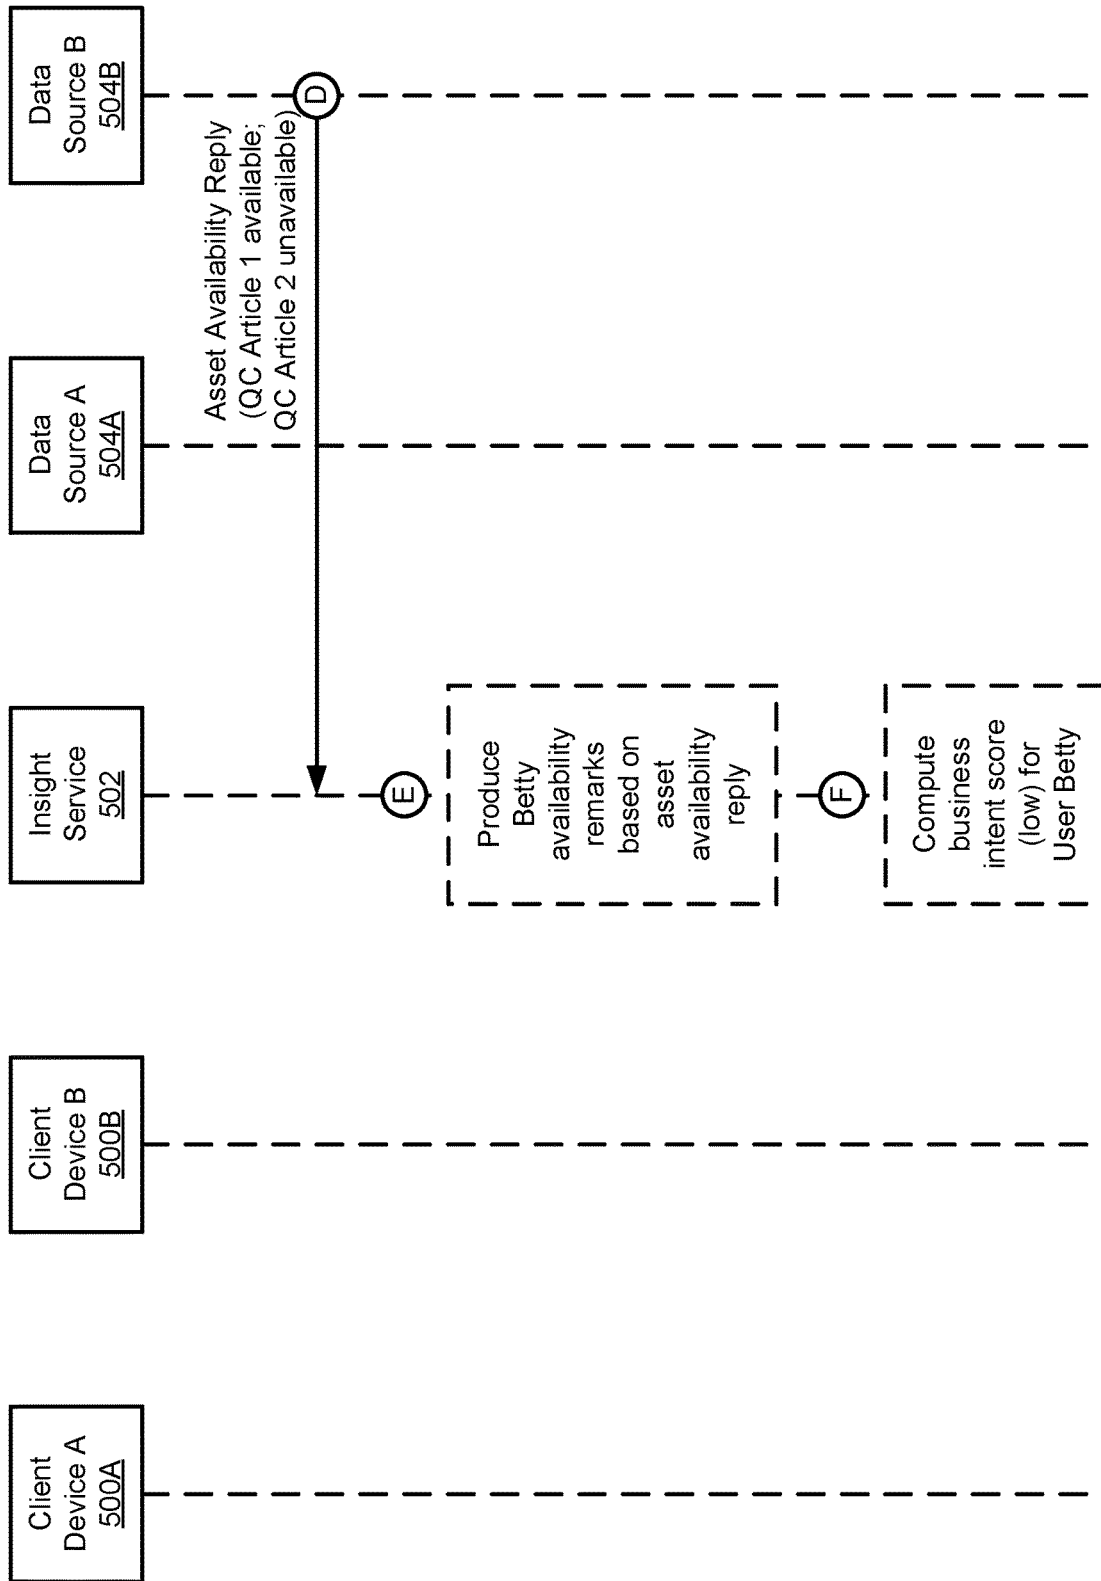 Client
Device A
500A
Client
Device B
500B
Insight
Service
502
Data
Source A
504A
Data
Source B
504B
Asset Availability Reply
(QC Article 1 available;
QC Article 2 unavailable)
D
E
Produce
Betty
availability
remarks
based on
asset
availability
reply
F
Compute
business
intent score
(low) for
User Betty